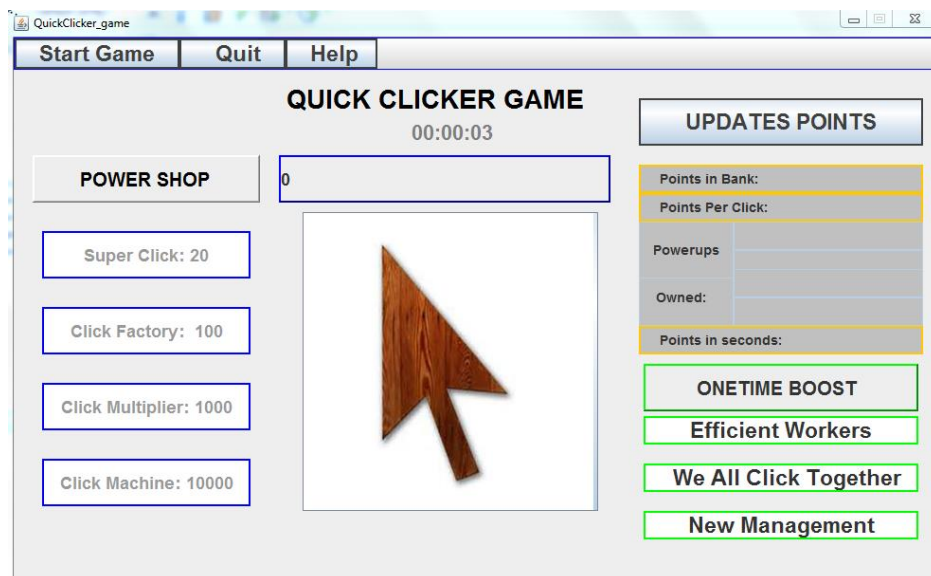 QuickClicker_game
Start Game Quit Help
QUICK CLICKER GAME
00:00:03
POWER SHOP
0
Super Click: 20
Click Factory: 100
Click Multiplier: 1000
Click Machine: 10000
UPDATES POINTS
Points in Bank:
Points Per Click:
Powerups
Owned:
Points in seconds:
ONETIME BOOST
Efficient Workers
We All Click Together
New Management